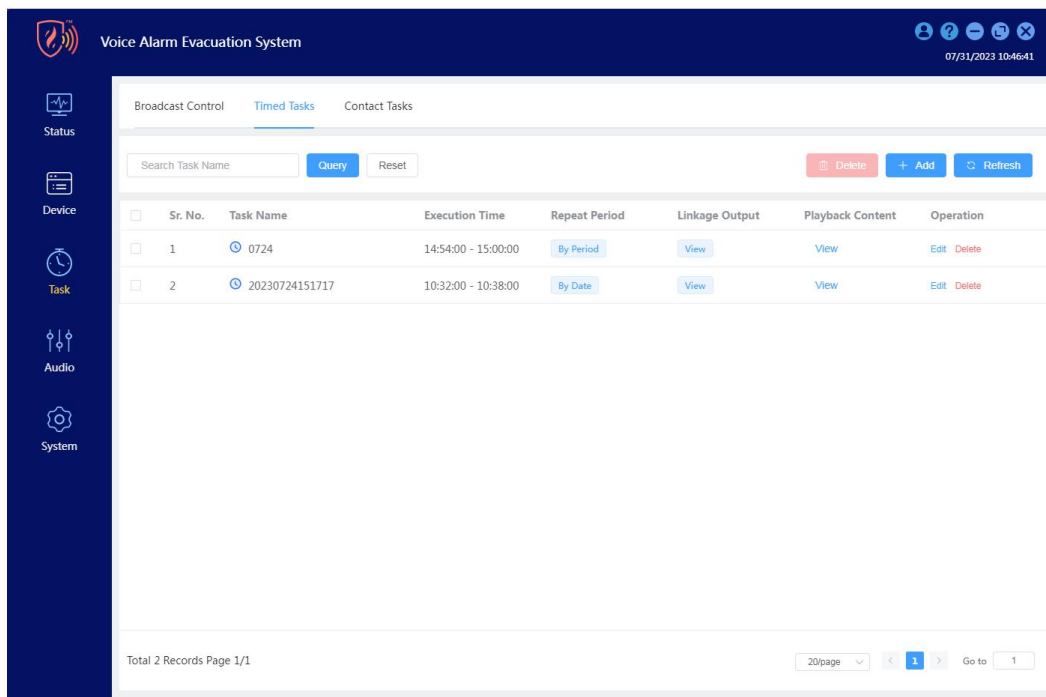 TM
Voice Alarm Evacuation System
07/31/2023 10:46:41
Status
Device
Task
Audio
System
Broadcast Control Timed Tasks Contact Tasks
Search Task Name Query Reset Delete + Add Refresh
Sr. No. Task Name Execution Time Repeat Period Linkage Output Playback Content Operation
1 0724 14:54:00 - 15:00:00 By Period View View Edit Delete
2 20230724151717 10:32:00 - 10:38:00 By Date View View Edit Delete
Total 2 Records Page 1/1 20/page < 1 > Go to 1